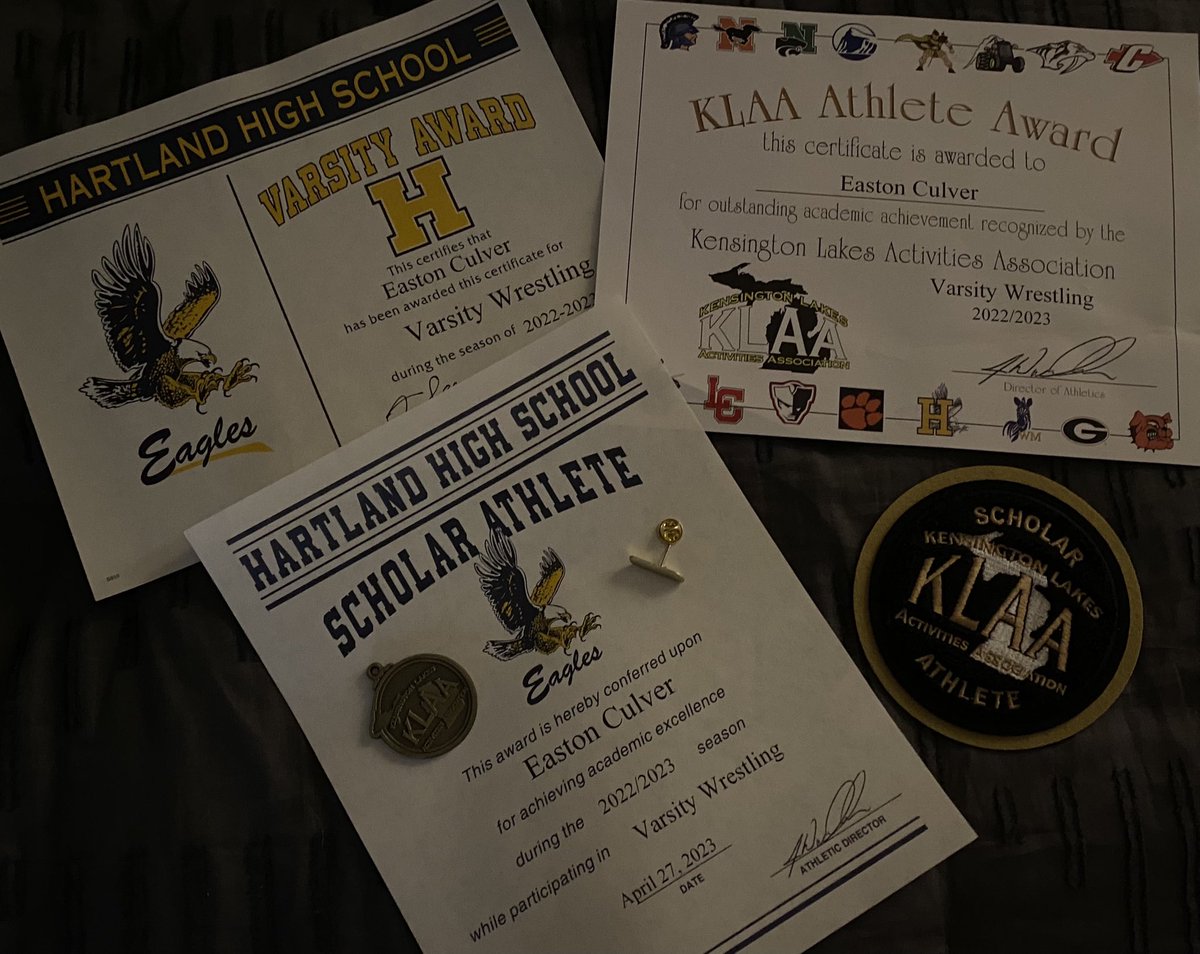 HARTLAND HIGH SCHOOL
VARSITY AWARD
H
This certifies that
Easton Culver
has been awarded this certificate for
Varsity Wrestling
during the season of 2022-202
Eagles
KLAA Athlete Award
this certificate is awarded to
Easton Culver
for outstanding academic achievement recognized by the
Kensington Lakes Activities Association
Varsity Wrestling
2022/2023
KENSINGTON LAKES
KLAA
ACTIVITIES ASSOCIATION
Director of Athletics
N
N
C
LC
H
WM
G
HARTLAND HIGH SCHOOL
SCHOLAR ATHLETE
Eagles
This award is hereby conferred upon
Easton Culver
for achieving academic excellence
during the 2022/2023 season
while participating in Varsity Wrestling
April 27, 2023
DATE
ATHLETIC DIRECTOR
KLAA
SCHOLAR
KENSINGTON LAKES
KLAA
ACTIVITIES ASSOCIATION
ATHLETE